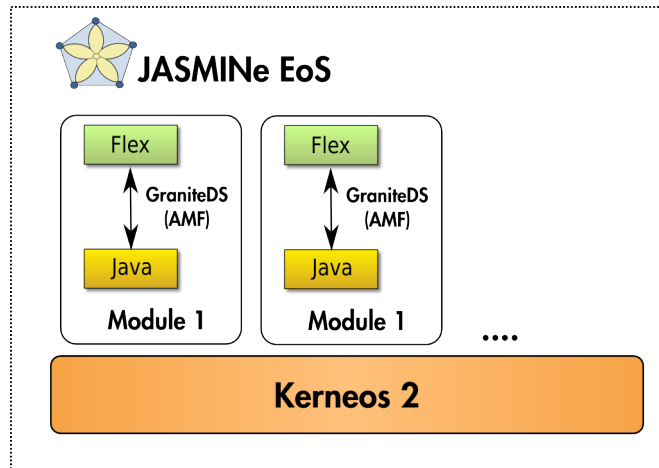 JASMINe EoS
Flex
GraniteDS
(AMF)
Java
Module 1
Flex
GraniteDS
(AMF)
Java
Module 1
....
Kerneos 2